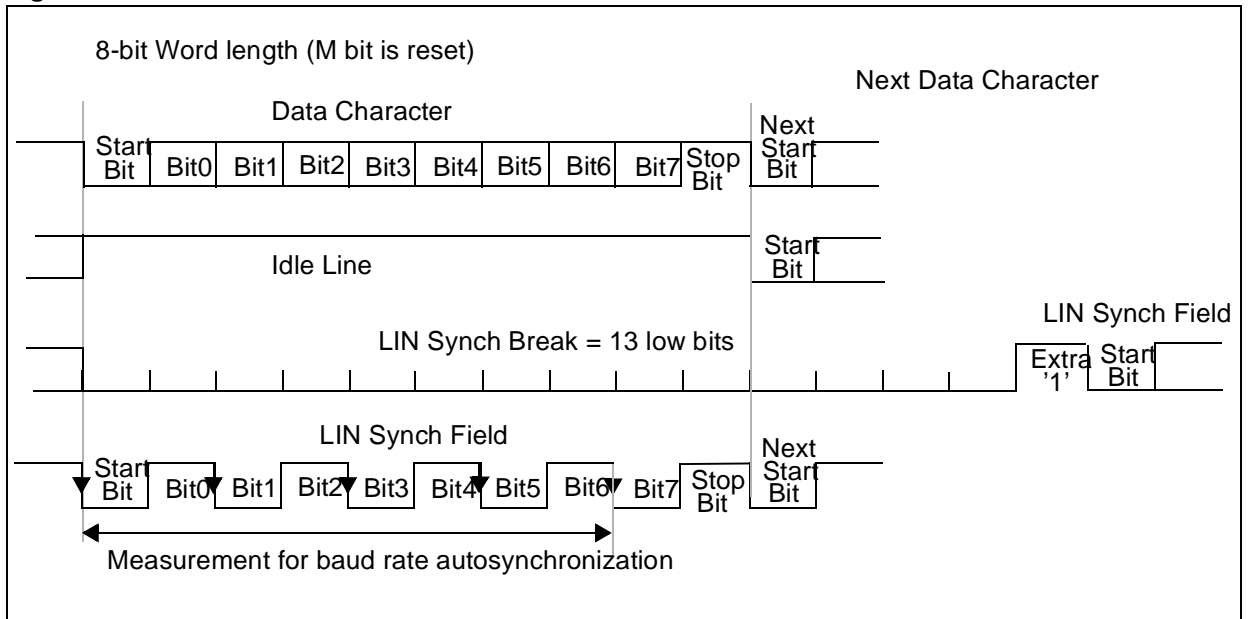 8-bit Word length (M bit is reset)
Next Data Character
Data Character
Start
Bit
Bit0
Bit1
Bit2
Bit3
Bit4
Bit5
Bit6
Bit7
Stop
Bit
Next
Start
Bit
Idle Line
Start
Bit
LIN Synch Field
LIN Synch Break = 13 low bits
Extra
'1'
Start
Bit
LIN Synch Field
Start
Bit
Bit0
Bit1
Bit2
Bit3
Bit4
Bit5
Bit6
Bit7
Stop
Bit
Next
Start
Bit
Measurement for baud rate autosynchronization